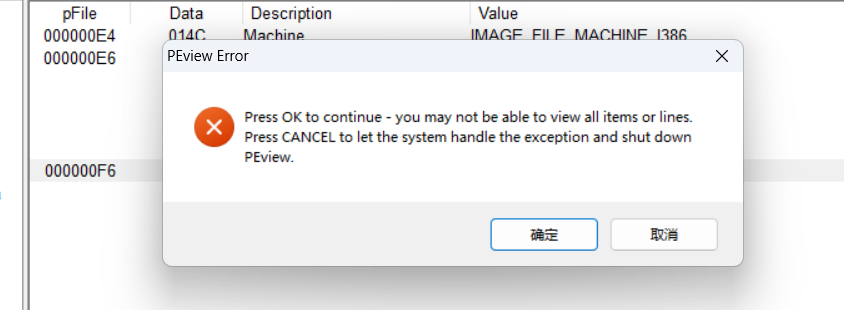 pFile Data Description Value
000000E4 014C Machine IMAGE_FILE_MACHINE_I386
000000E6
PEview Error
Press OK to continue - you may not be able to view all items or lines.
Press CANCEL to let the system handle the exception and shut down
PEview.
000000F6
确定 取消